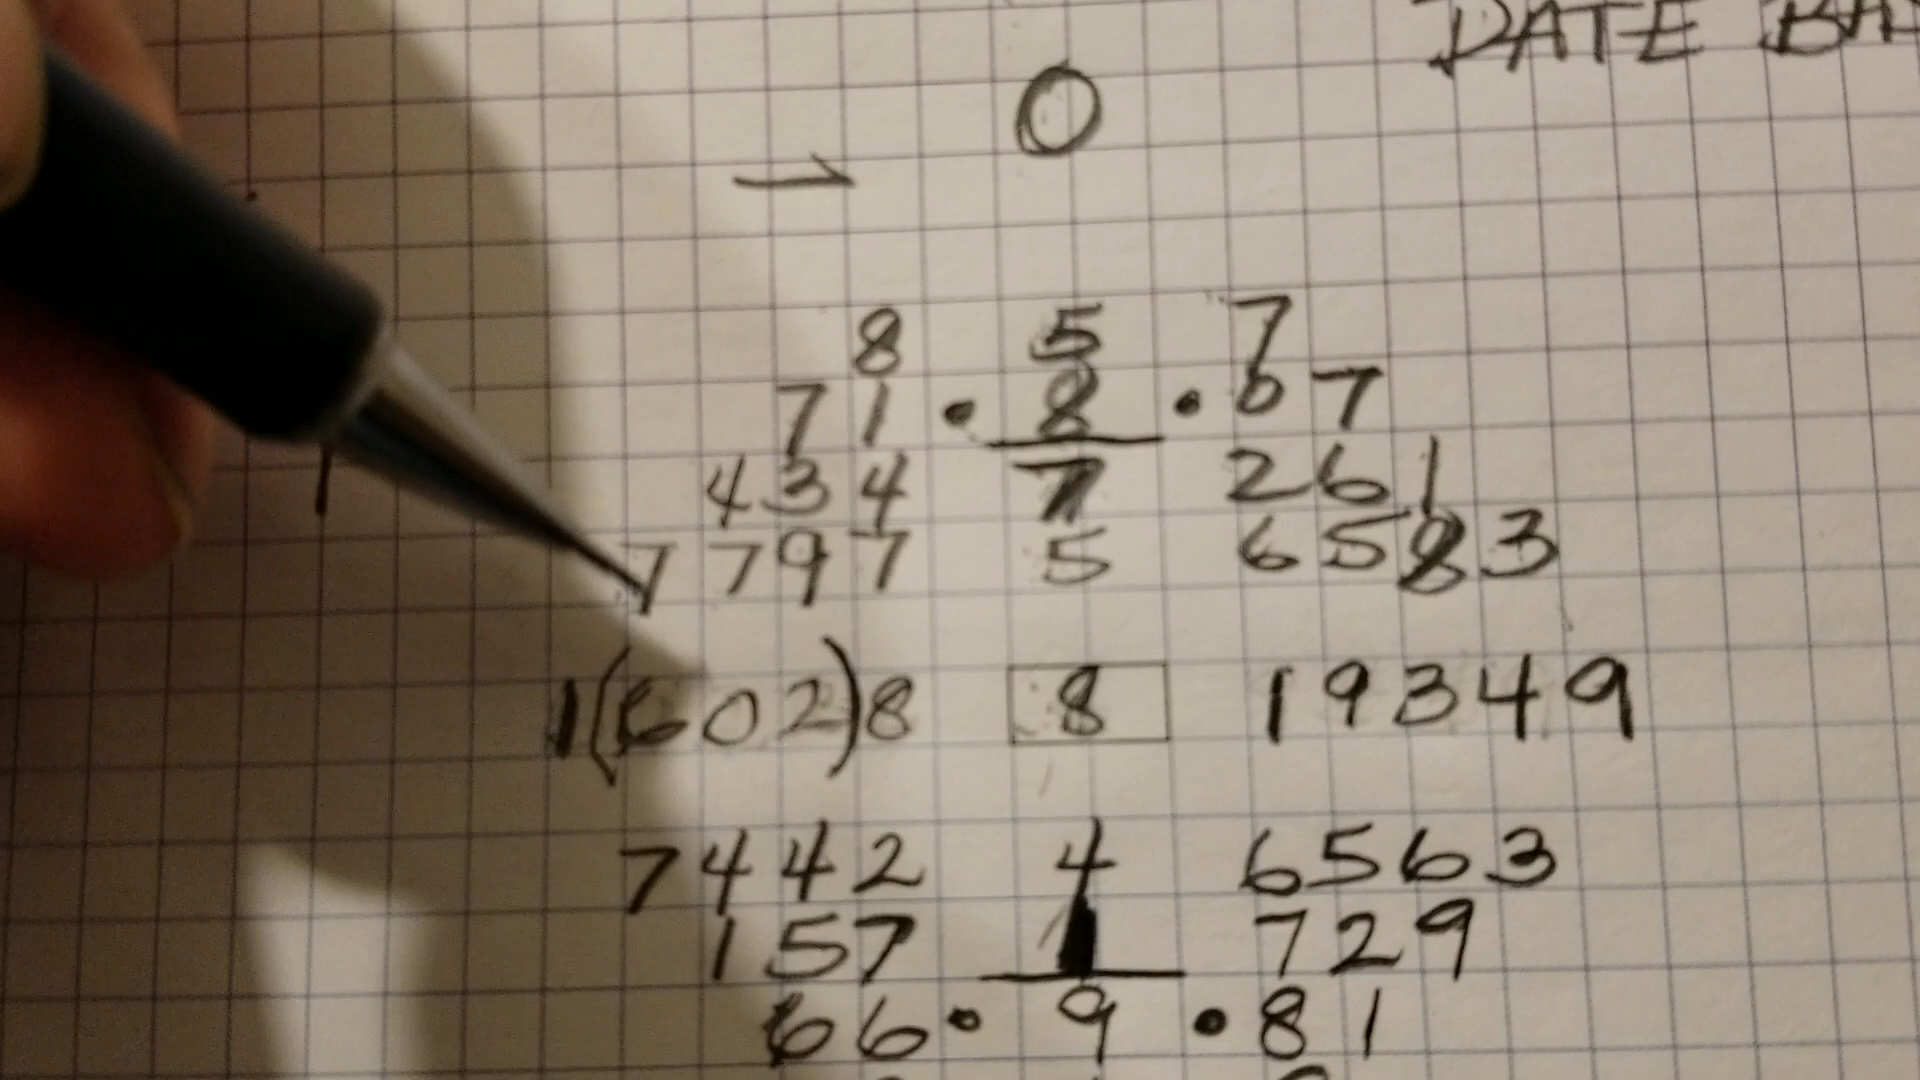 DATE BA
0
8 5 7
71 • 8 • 67
434 7 261
7797 5 6583
1(602)8 8 19349
7442 4 6563
157 1 729
66 • 9 • 81